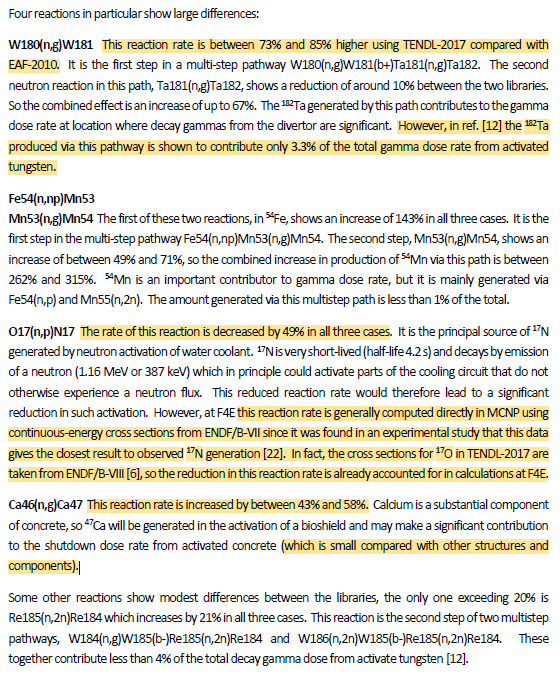 Four reactions in particular show large differences:
W180(n,g)W181 This reaction rate is between 73% and 85% higher using TENDL-2017 compared with
EAF-2010. It is the first step in a multi-step pathway W180(n,g)W181(b+)Ta181(n,g)Ta182. The second
neutron reaction in this path, Ta181(n,g)Ta182, shows a reduction of around 10% between the two libraries.
So the combined effect is an increase of up to 67%. The ¹⁸²Ta generated by this path contributes to the gamma
dose rate at location where decay gammas from the divertor are significant. However, in ref. [12] the ¹⁸²Ta
produced via this pathway is shown to contribute only 3.3% of the total gamma dose rate from activated
tungsten.
Fe54(n,np)Mn53
Mn53(n,g)Mn54 The first of these two reactions, in ⁵⁴Fe, shows an increase of 143% in all three cases. It is the
first step in the multi-step pathway Fe54(n,np)Mn53(n,g)Mn54. The second step, Mn53(n,g)Mn54, shows an
increase of between 49% and 71%, so the combined increase in production of ⁵⁴Mn via this path is between
262% and 315%. ⁵⁴Mn is an important contributor to gamma dose rate, but it is mainly generated via
Fe54(n,p) and Mn55(n,2n). The amount generated via this multistep path is less than 1% of the total.
O17(n,p)N17 The rate of this reaction is decreased by 49% in all three cases. It is the principal source of ¹⁷N
generated by neutron activation of water coolant. ¹⁷N is very short-lived (half-life 4.2 s) and decays by emission
of a neutron (1.16 MeV or 387 keV) which in principle could activate parts of the cooling circuit that do not
otherwise experience a neutron flux. This reduced reaction rate would therefore lead to a significant
reduction in such activation. However, at F4E this reaction rate is generally computed directly in MCNP using
continuous-energy cross sections from ENDF/B-VII since it was found in an experimental study that this data
gives the closest result to observed ¹⁷N generation [22]. In fact, the cross sections for ¹⁷O in TENDL-2017 are
taken from ENDF/B-VIII [6], so the reduction in this reaction rate is already accounted for in calculations at F4E.
Ca46(n,g)Ca47 This reaction rate is increased by between 43% and 58%. Calcium is a substantial component
of concrete, so ⁴⁷Ca will be generated in the activation of a bioshield and may make a significant contribution
to the shutdown dose rate from activated concrete (which is small compared with other structures and
components).
Some other reactions show modest differences between the libraries, the only one exceeding 20% is
Re185(n,2n)Re184 which increases by 21% in all three cases. This reaction is the second step of two multistep
pathways, W184(n,g)W185(b-)Re185(n,2n)Re184 and W186(n,2n)W185(b-)Re185(n,2n)Re184. These
together contribute less than 4% of the total decay gamma dose from activate tungsten [12].